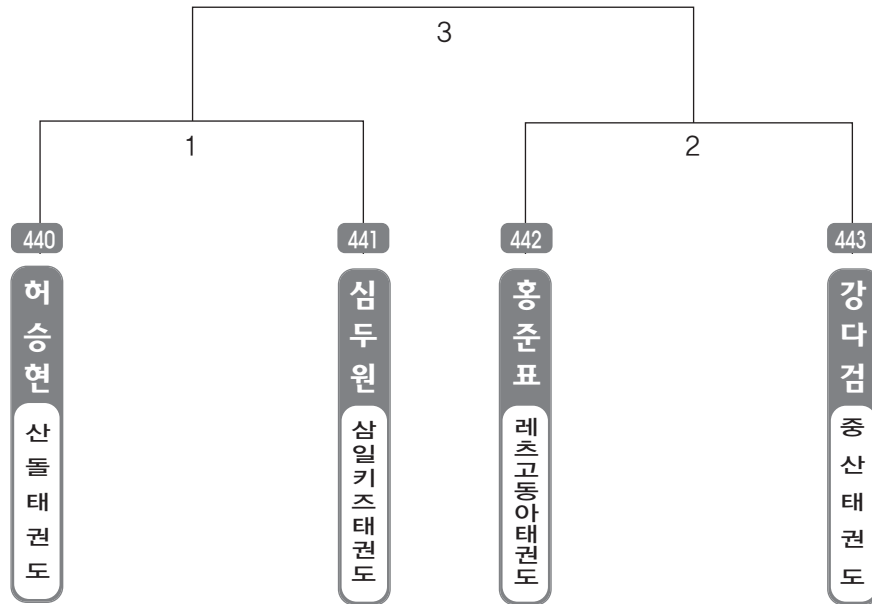 3
1
2
440
441
442
443
허승현
심두원
홍준표
강다검
산돌태권도
삼일키즈태권도
레츠고동아태권도
중산태권도